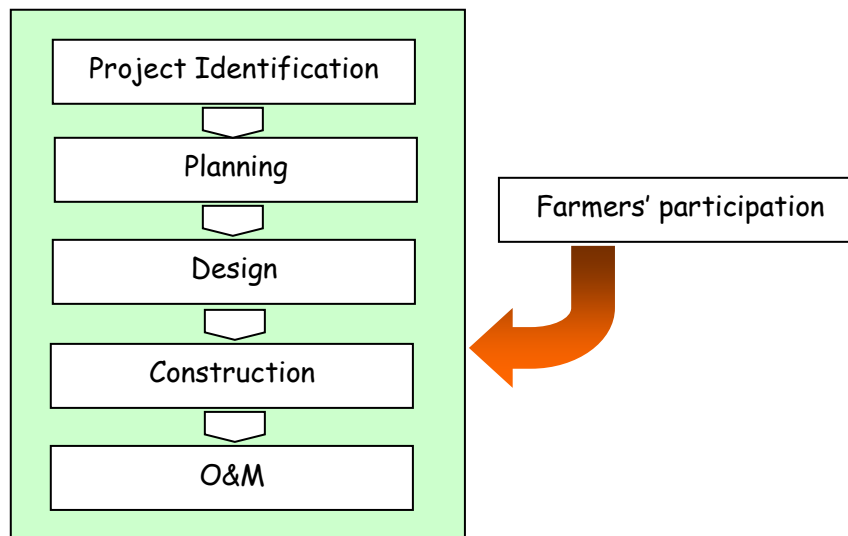 Project Identification
Planning
Design
Construction
O&M
Farmers’ participation